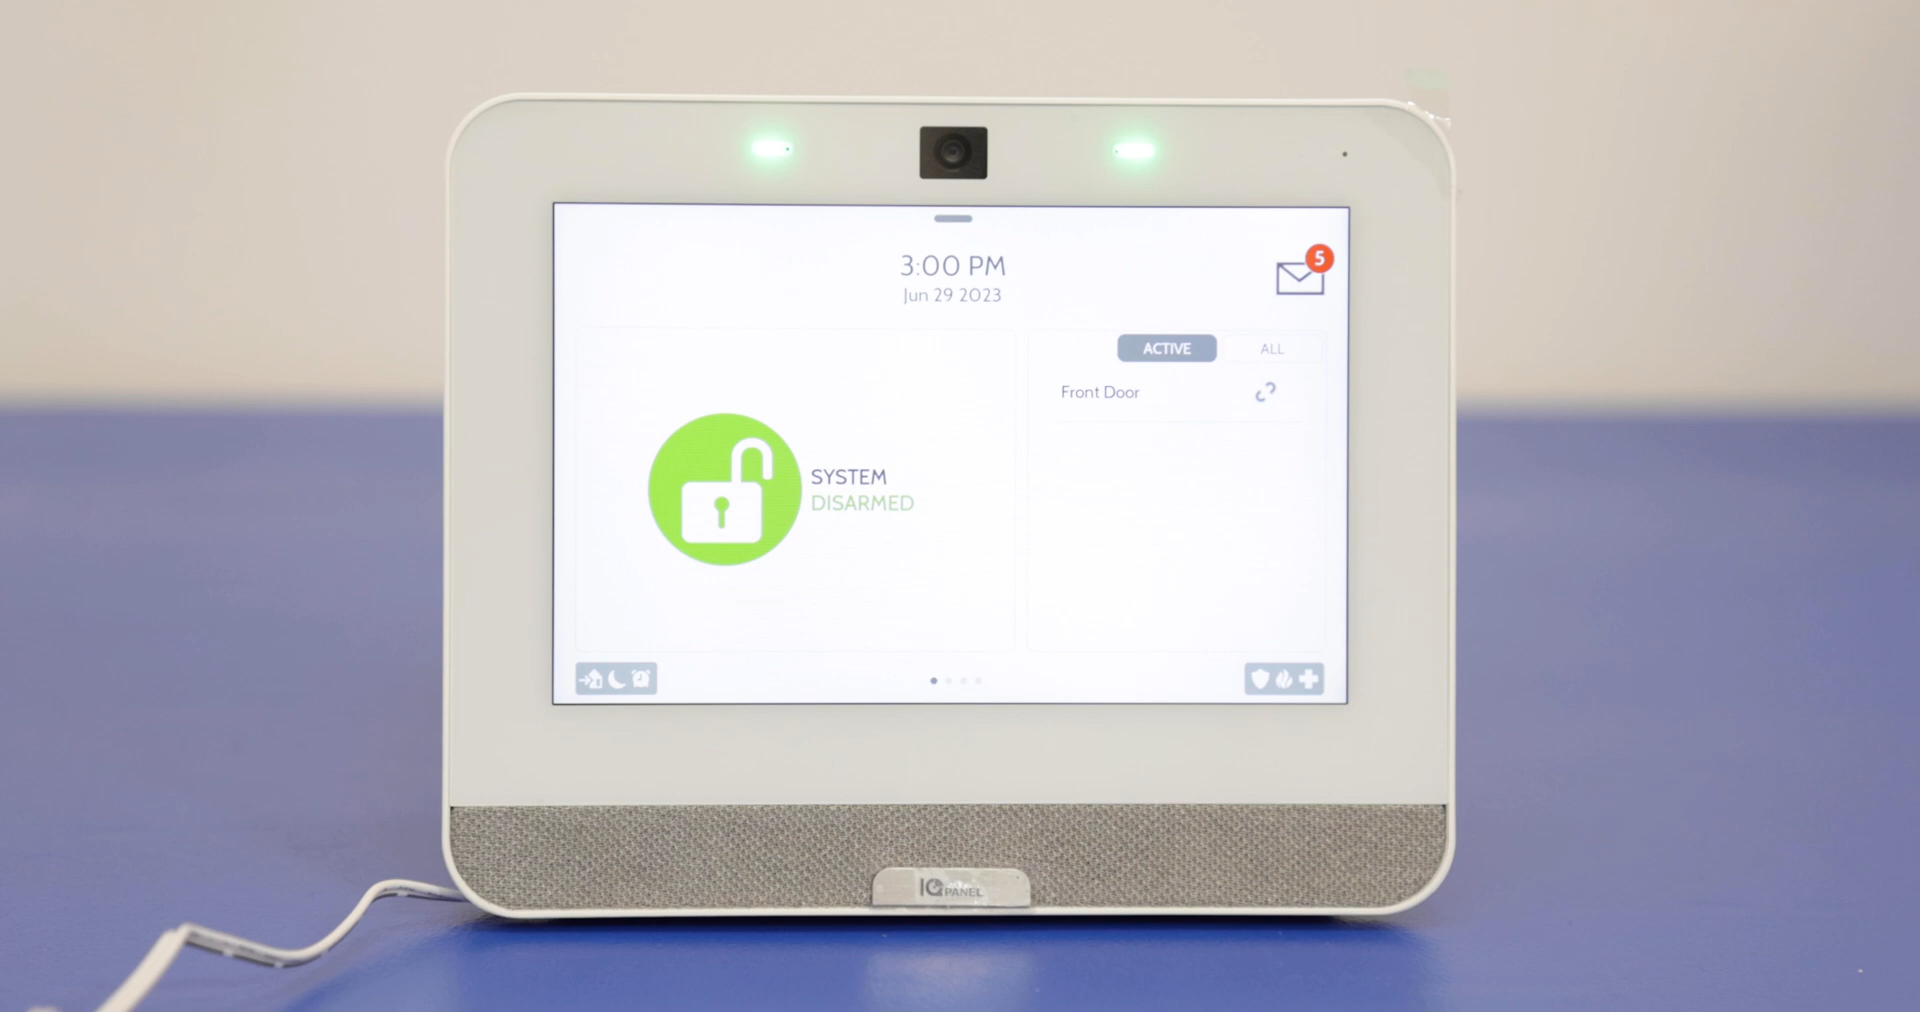 3:00 PM
Jun 29 2023
5
ACTIVE
ALL
Front Door
SYSTEM
DISARMED
IQ PANEL